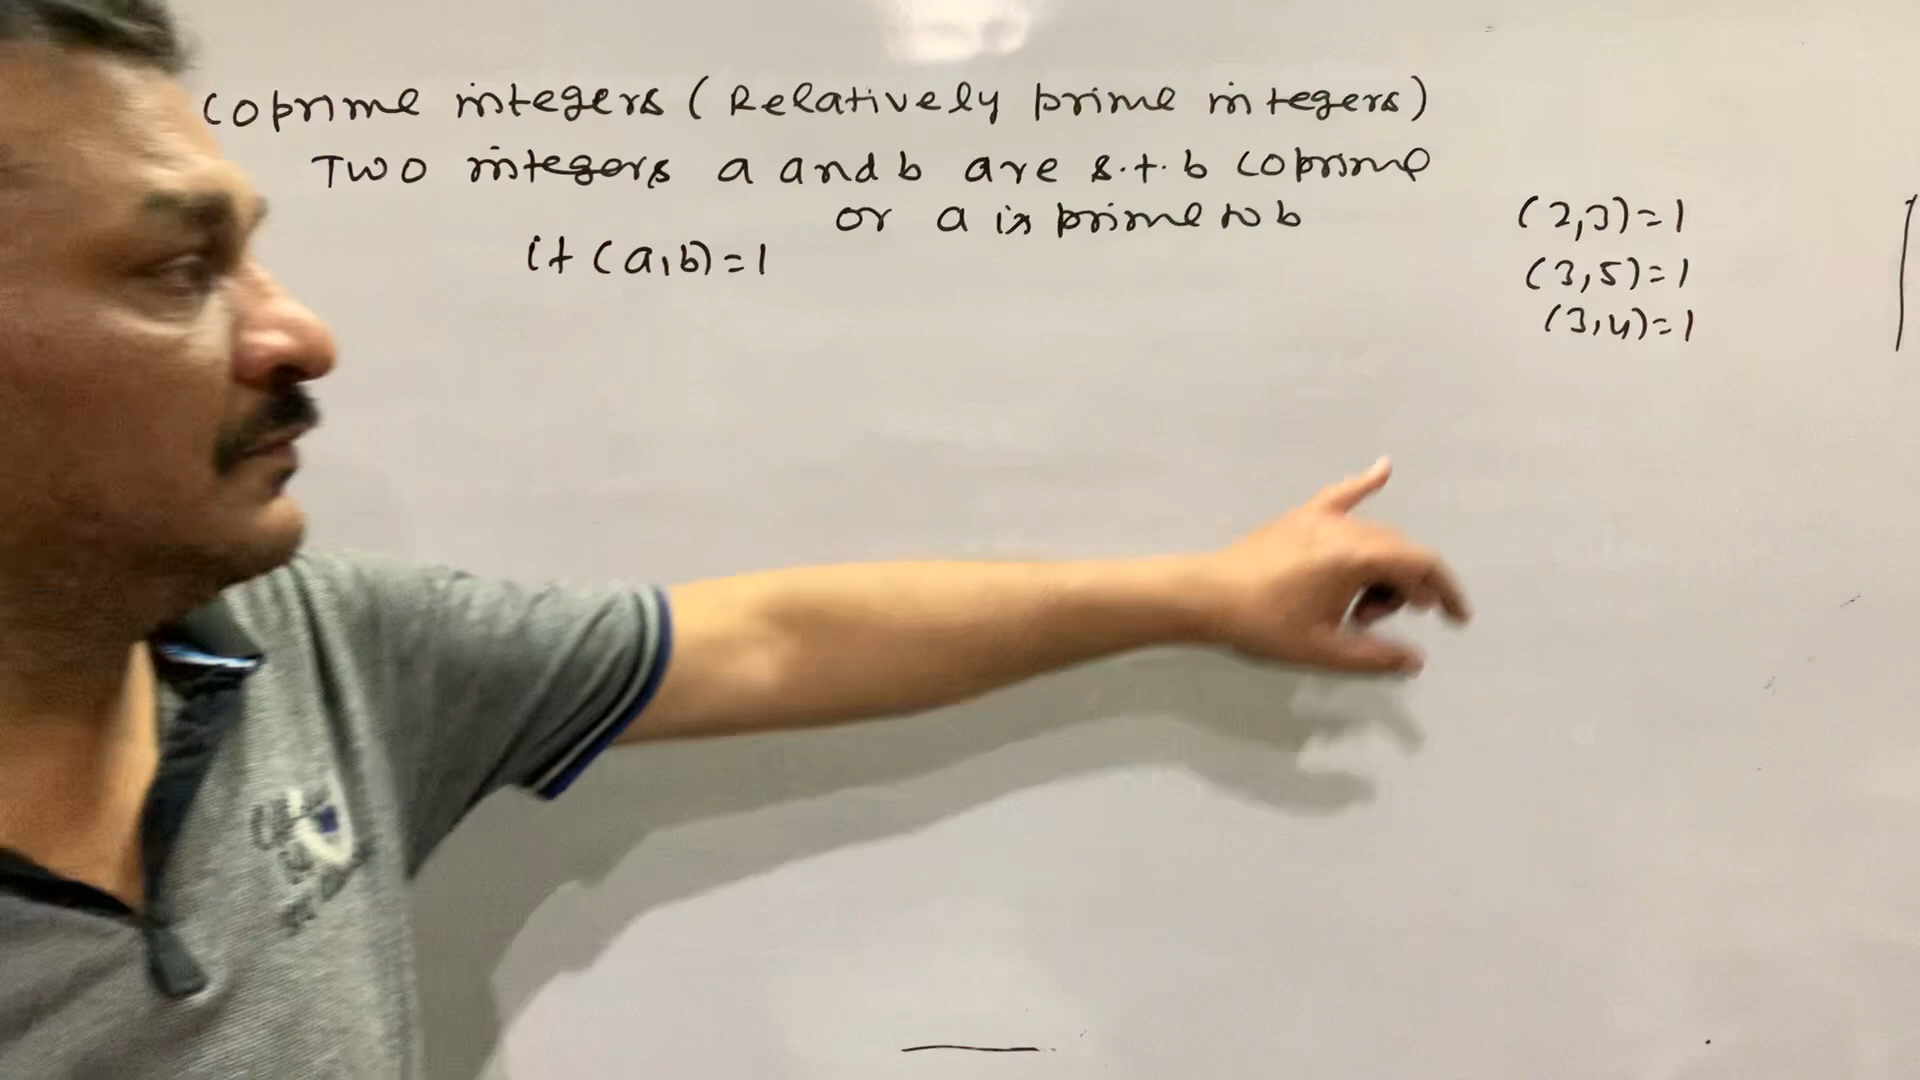 Coprime integers (Relatively prime integers)
Two integers a and b are s.t.b coprime
or a is prime to b
if (a,b)=1
(2,3)=1
(3,5)=1
(3,4)=1